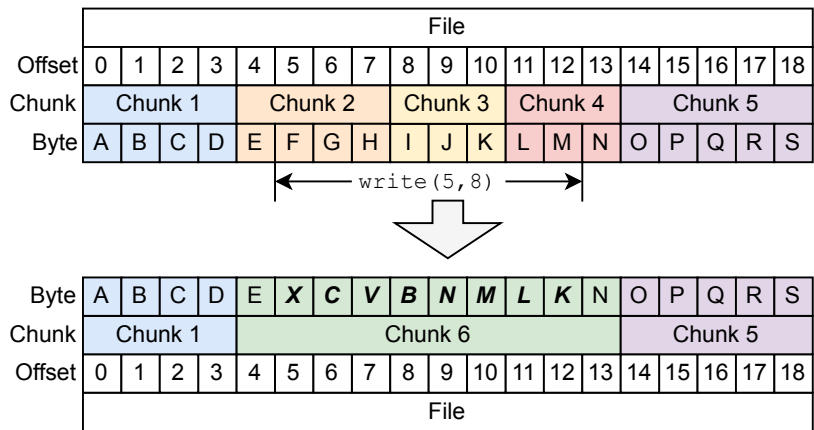 File
Offset 0 1 2 3 4 5 6 7 8 9 10 11 12 13 14 15 16 17 18
Chunk Chunk 1 Chunk 2 Chunk 3 Chunk 4 Chunk 5
Byte A B C D E F G H I J K L M N O P Q R S
write(5,8)
Byte A B C D E X C V B N M L K N O P Q R S
Chunk Chunk 1 Chunk 6 Chunk 5
Offset 0 1 2 3 4 5 6 7 8 9 10 11 12 13 14 15 16 17 18
File